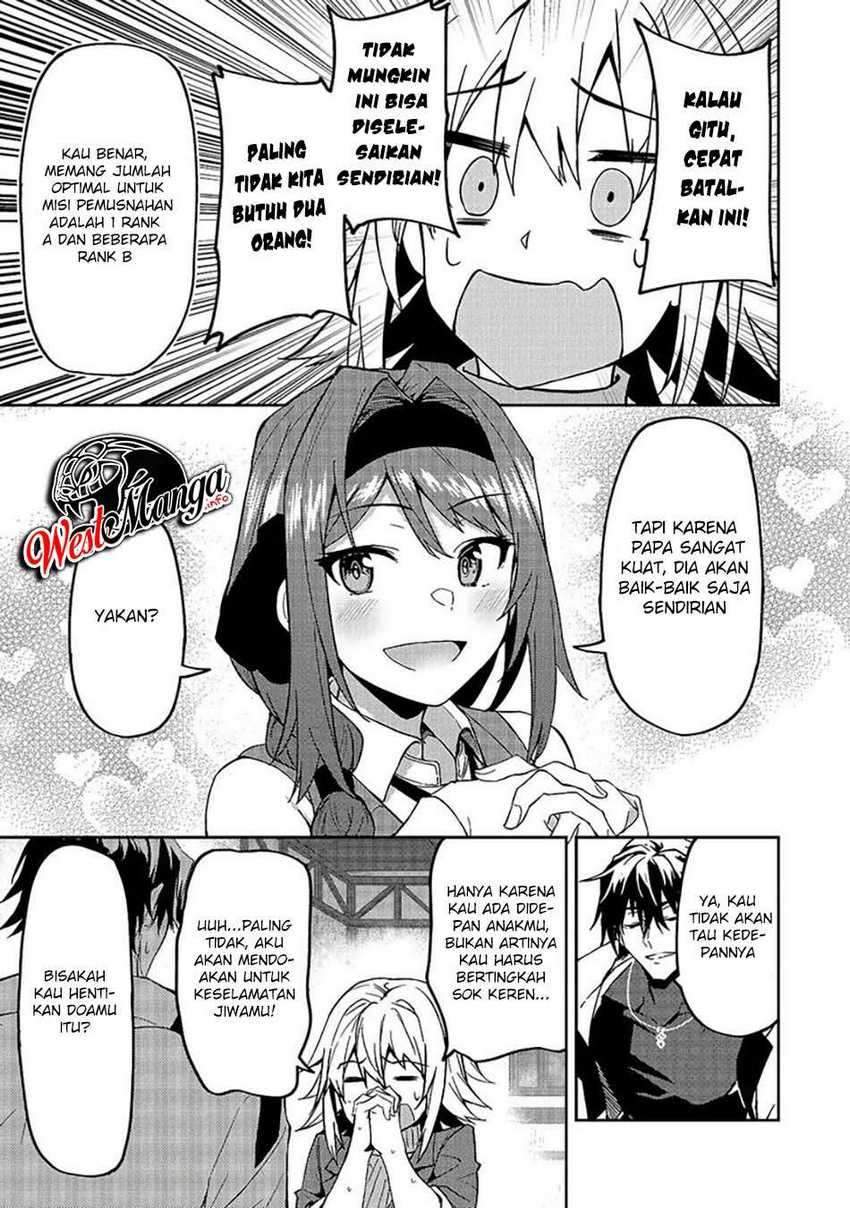 KALAU
GITU,
CEPAT
BATAL-
KAN INI!
TIDAK
MUNGKIN
INI BISA
DISELE-
SAIKAN
SENDIRIAN!
PALING
TIDAK KITA
BUTUH DUA
ORANG!
KAU BENAR,
MEMANG JUMLAH
OPTIMAL UNTUK
MISI PEMUSNAHAN
ADALAH 1 RANK
A DAN BEBERAPA
RANK B
TAPI KARENA
PAPA SANGAT
KUAT, DIA AKAN
BAIK-BAIK SAJA
SENDIRIAN
WestManga
.info
YAKAN?
YA, KAU
TIDAK AKAN
TAU KEDE-
PANNYA
HANYA KARENA
KAU ADA DIDE-
PAN ANAKMU,
BUKAN ARTINYA
KAU HARUS
BERTINGKAH
SOK KEREN...
UUH...PALING
TIDAK, AKU
AKAN MENDO-
AKAN UNTUK
KESELAMATAN
JIWAMU!
BISAKAH
KAU HENTI-
KAN DOAMU
ITU?